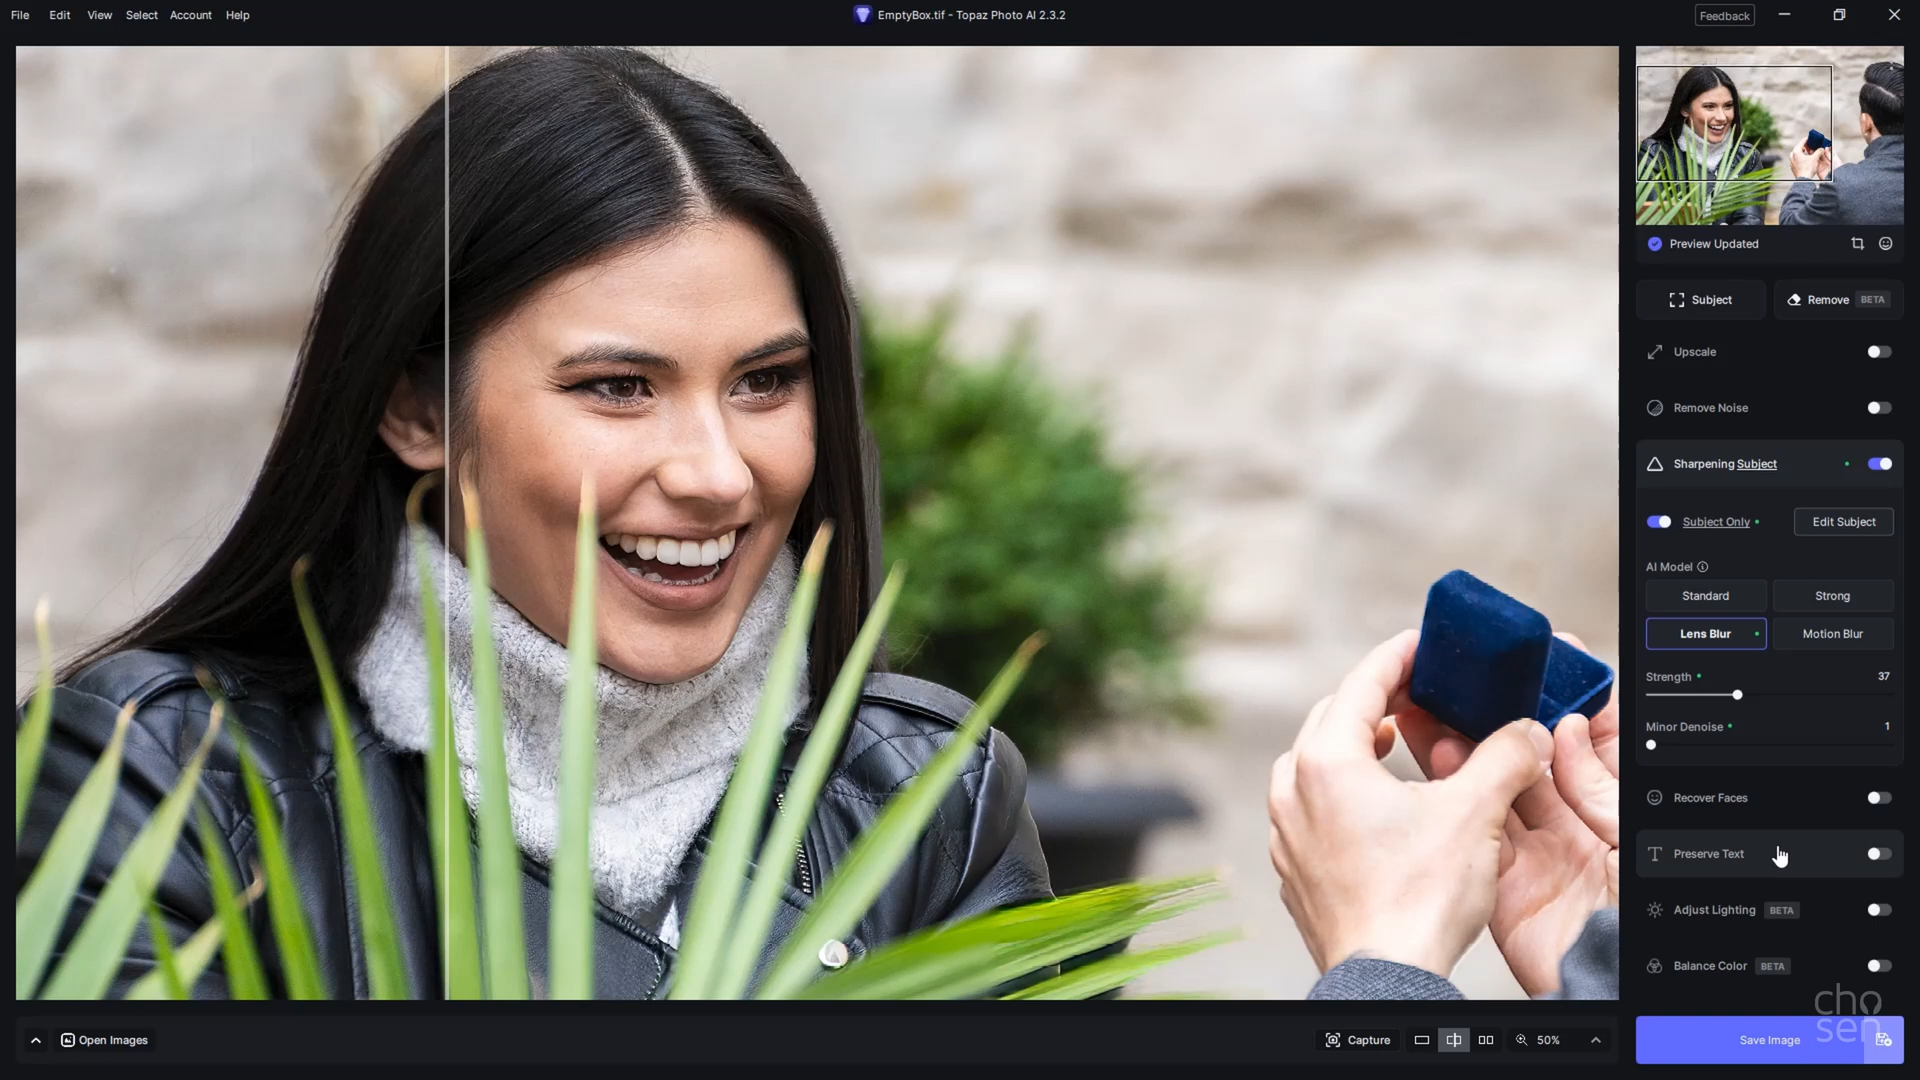 File Edit View Select Account Help
EmptyBox.tif - Topaz Photo AI 2.3.2
Feedback
Preview Updated
Subject
Remove BETA
Upscale
Remove Noise
Sharpening Subject
Subject Only
Edit Subject
AI Model
Standard
Strong
Lens Blur
Motion Blur
Strength 37
Minor Denoise 1
Recover Faces
Preserve Text
Adjust Lighting BETA
Balance Color BETA
Open Images
Capture
50%
Save Image
cho
sen